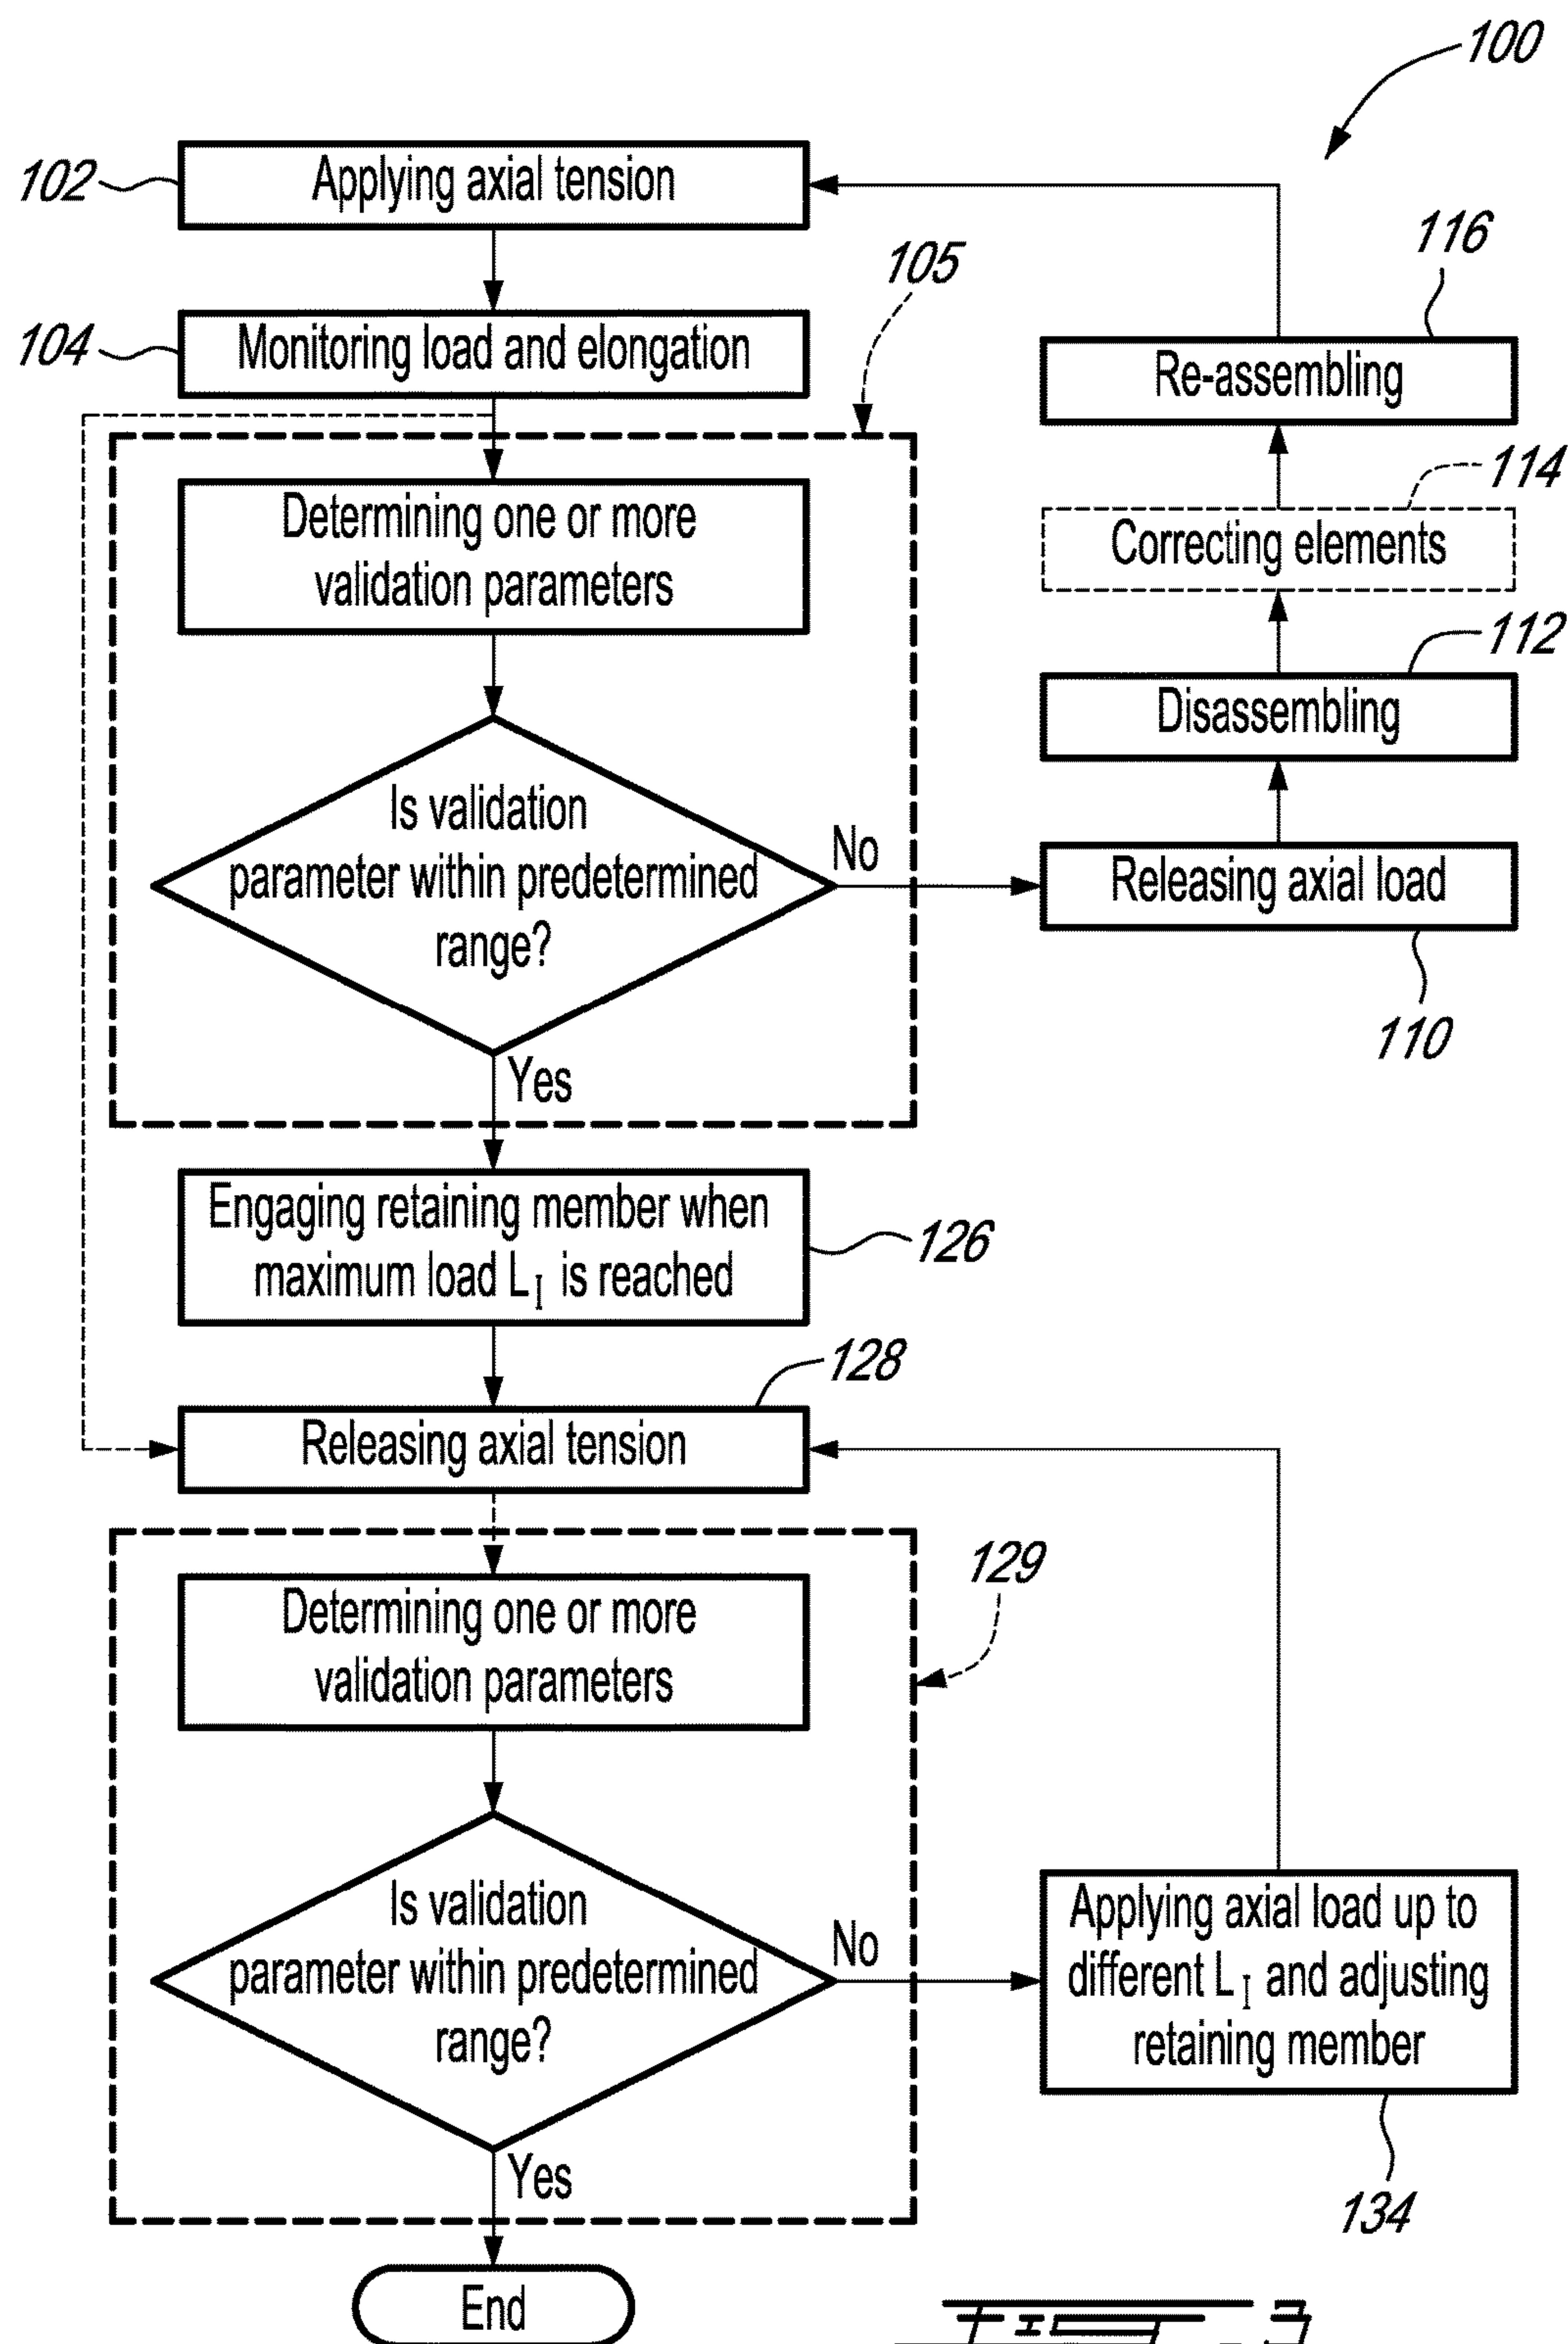 100
102
Applying axial tension
116
105
104
Monitoring load and elongation
Re-assembling
114
Determining one or more
validation parameters
Correcting elements
112
Disassembling
Is validation
parameter within predetermined
range?
No
Releasing axial load
110
Yes
Engaging retaining member when
maximum load L_I is reached
126
128
Releasing axial tension
129
Determining one or more
validation parameters
Is validation
parameter within predetermined
range?
No
Applying axial load up to
different L_I and adjusting
retaining member
134
Yes
End